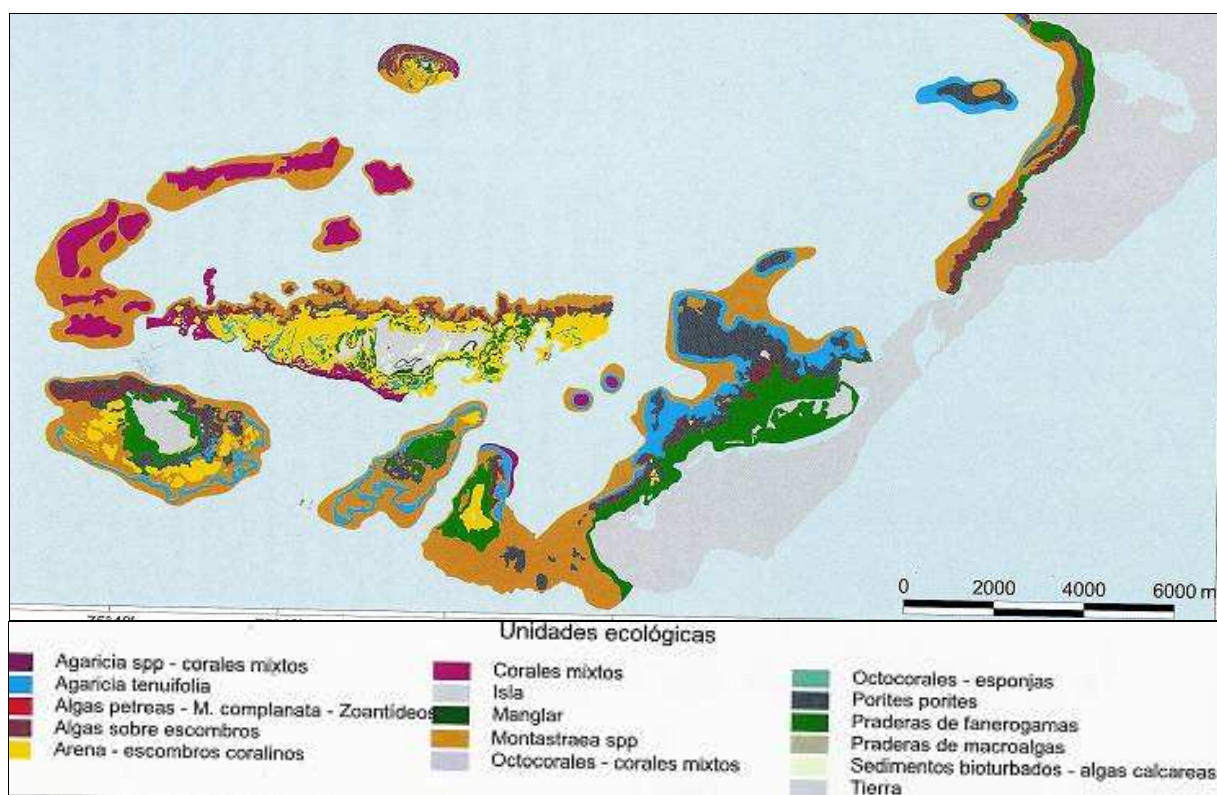 0 2000 4000 6000 m
Unidades ecológicas
Agaricia spp - corales mixtos
Agaricia tenuifolia
Algas petreas - M. complanata - Zoantideos
Algas sobre escombros
Arena - escombros coralinos
Corales mixtos
Isla
Manglar
Montastraea spp
Octocorales - corales mixtos
Octocorales - esponjas
Porites porites
Praderas de fanerogamas
Praderas de macroalgas
Sedimentos bioturbados - algas calcareas
Tierra